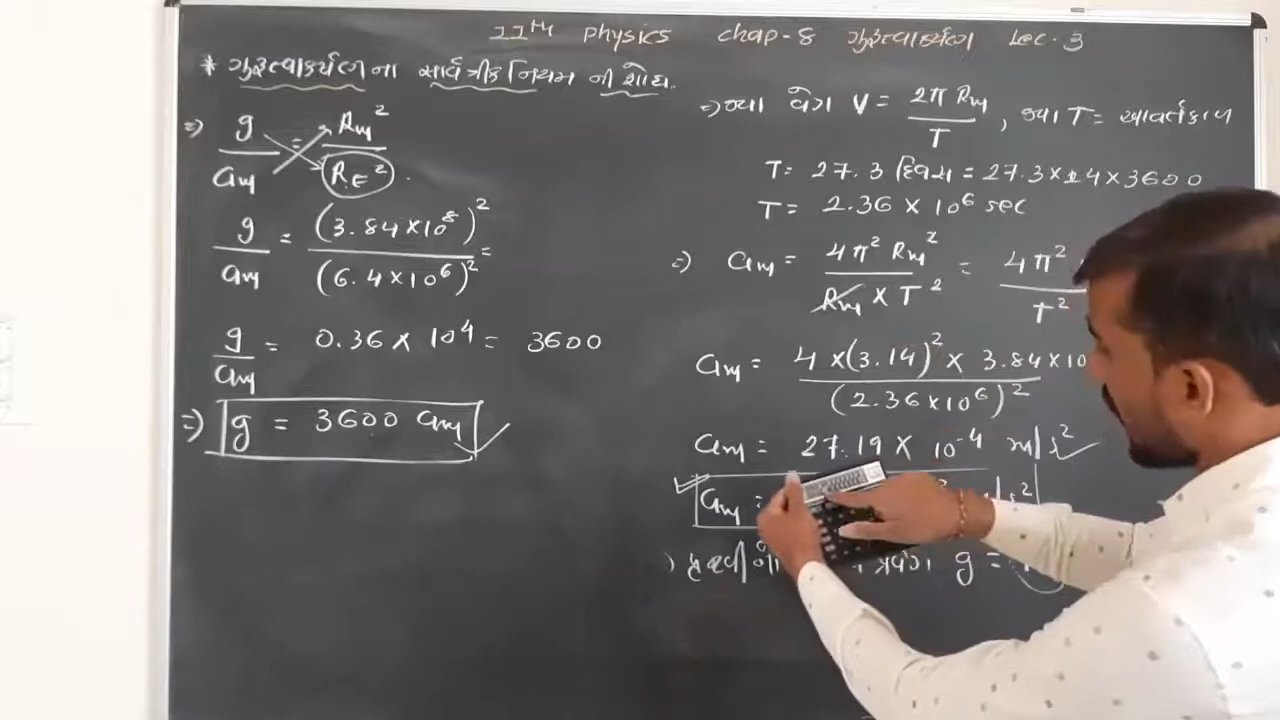 11th Physics chap-8 ગુરુત્વાકર્ષણ Lec. 3
* ગુરુત્વાકર્ષણના સાર્વત્રીક નિયમ ની શોધ.
⇒ g / am = Rm² / RE² .
g / am = (3.84×10⁸)² / (6.4×10⁶)² =
g / am = 0.36 × 10⁴ = 3600
⇒ g = 3600 am
⇒ જ્યાં વેગ V = 2π Rm / T , જ્યાં T = આવર્તકાળ
T = 27.3 દિવસ = 27.3×24×3600
T = 2.36 × 10⁶ sec
⇒ am = 4π² Rm² / Rm × T² = 4π² / T²
am = 4 ×(3.14)² × 3.84×10 / (2.36×10⁶)²
am = 27.19 × 10⁻⁴ m/s²
am = /s²
g =